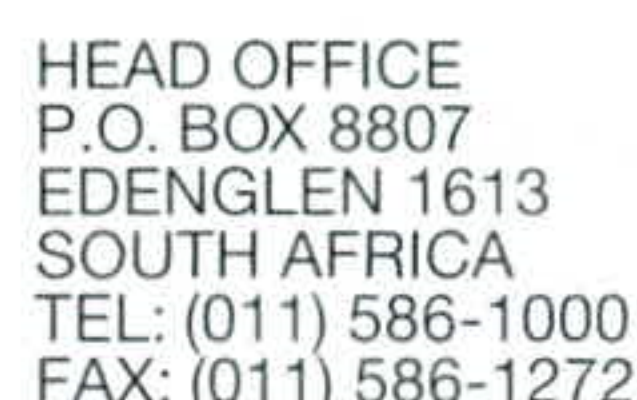 HEAD OFFICE
P.O. BOX 8807
EDENGLEN 1613
SOUTH AFRICA
TEL: (011) 586-1000
FAX: (011) 586-1272